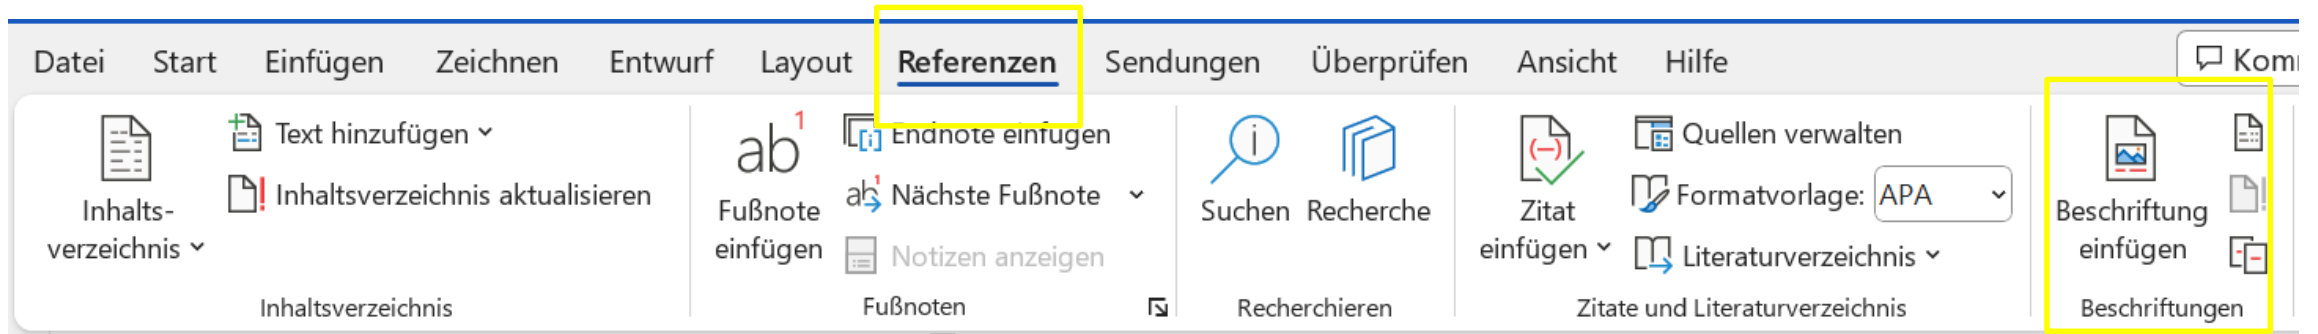 Datei Start Einfügen Zeichnen Entwurf Layout Referenzen Sendungen Überprüfen Ansicht Hilfe
Inhalts-
verzeichnis
Text hinzufügen
Inhaltsverzeichnis aktualisieren
Inhaltsverzeichnis
ab1
Fußnote
einfügen
Endnote einfügen
ab1
Nächste Fußnote
Notizen anzeigen
Fußnoten
Suchen
Recherche
Recherchieren
Zitat
einfügen
Quellen verwalten
Formatvorlage: APA
Literaturverzeichnis
Zitate und Literaturverzeichnis
Beschriftung
einfügen
Beschriftungen